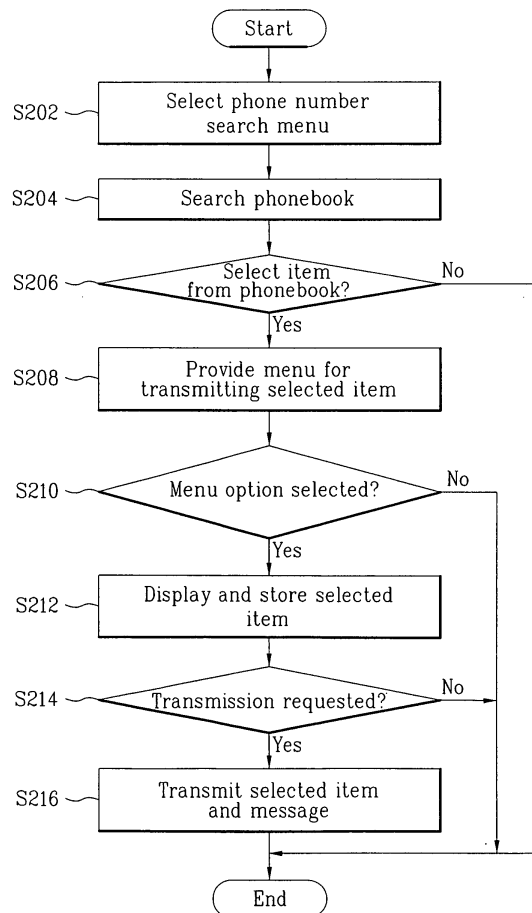 Start
S202
Select phone number
search menu
S204
Search phonebook
S206
Select item
from phonebook?
No
Yes
S208
Provide menu for
transmitting selected item
S210
Menu option selected?
No
Yes
S212
Display and store selected
item
S214
Transmission requested?
No
Yes
S216
Transmit selected item
and message
End